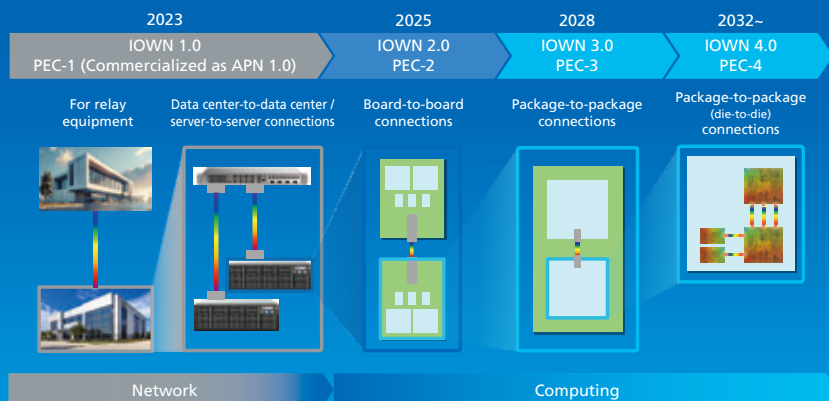 2023
2025
2028
2032~
IOWN 1.0
PEC-1 (Commercialized as APN 1.0)
IOWN 2.0
PEC-2
IOWN 3.0
PEC-3
IOWN 4.0
PEC-4
For relay
equipment
Data center-to-data center /
server-to-server connections
Board-to-board
connections
Package-to-package
connections
Package-to-package
(die-to-die)
connections
Network
Computing